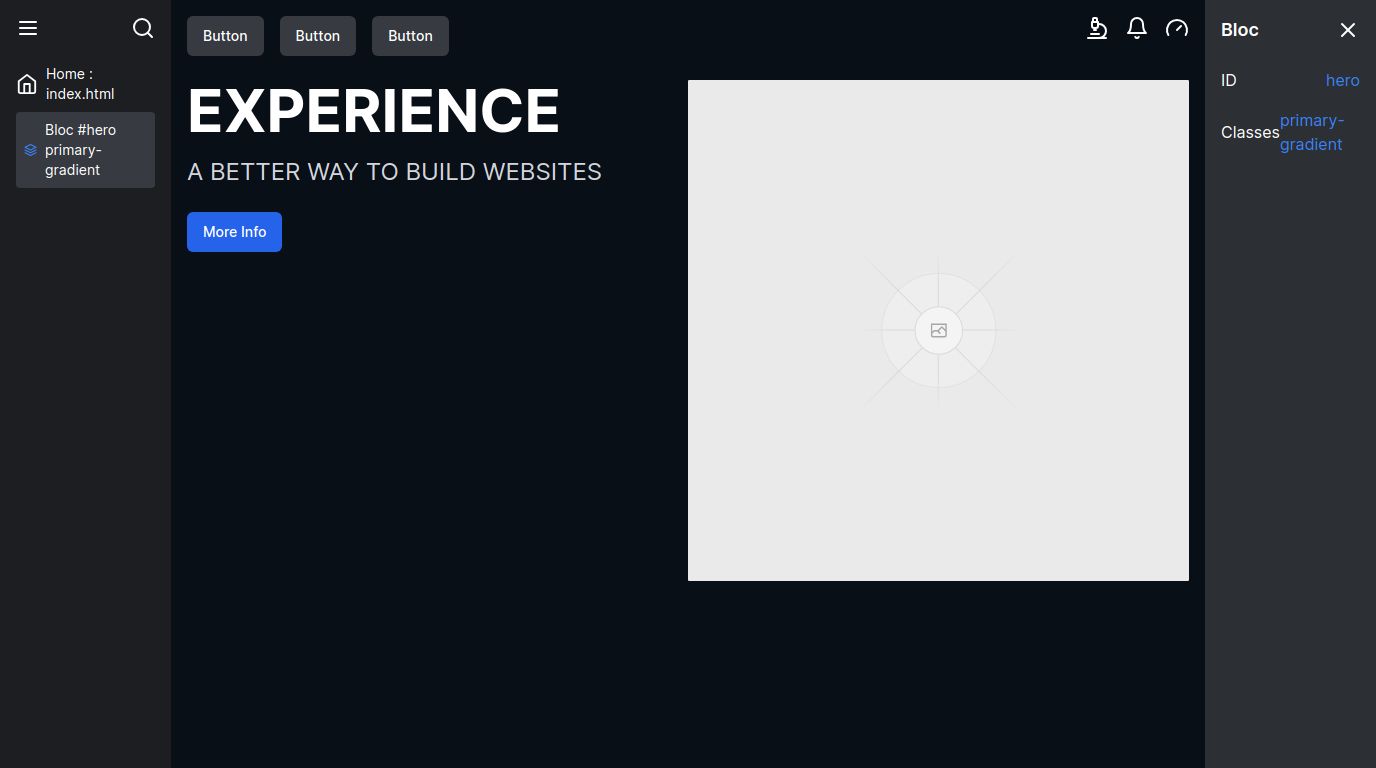 Home :
index.html
Bloc #hero
primary-
gradient
Button
Button
Button
EXPERIENCE
A BETTER WAY TO BUILD WEBSITES
More Info
Bloc
ID
hero
Classes
primary-
gradient